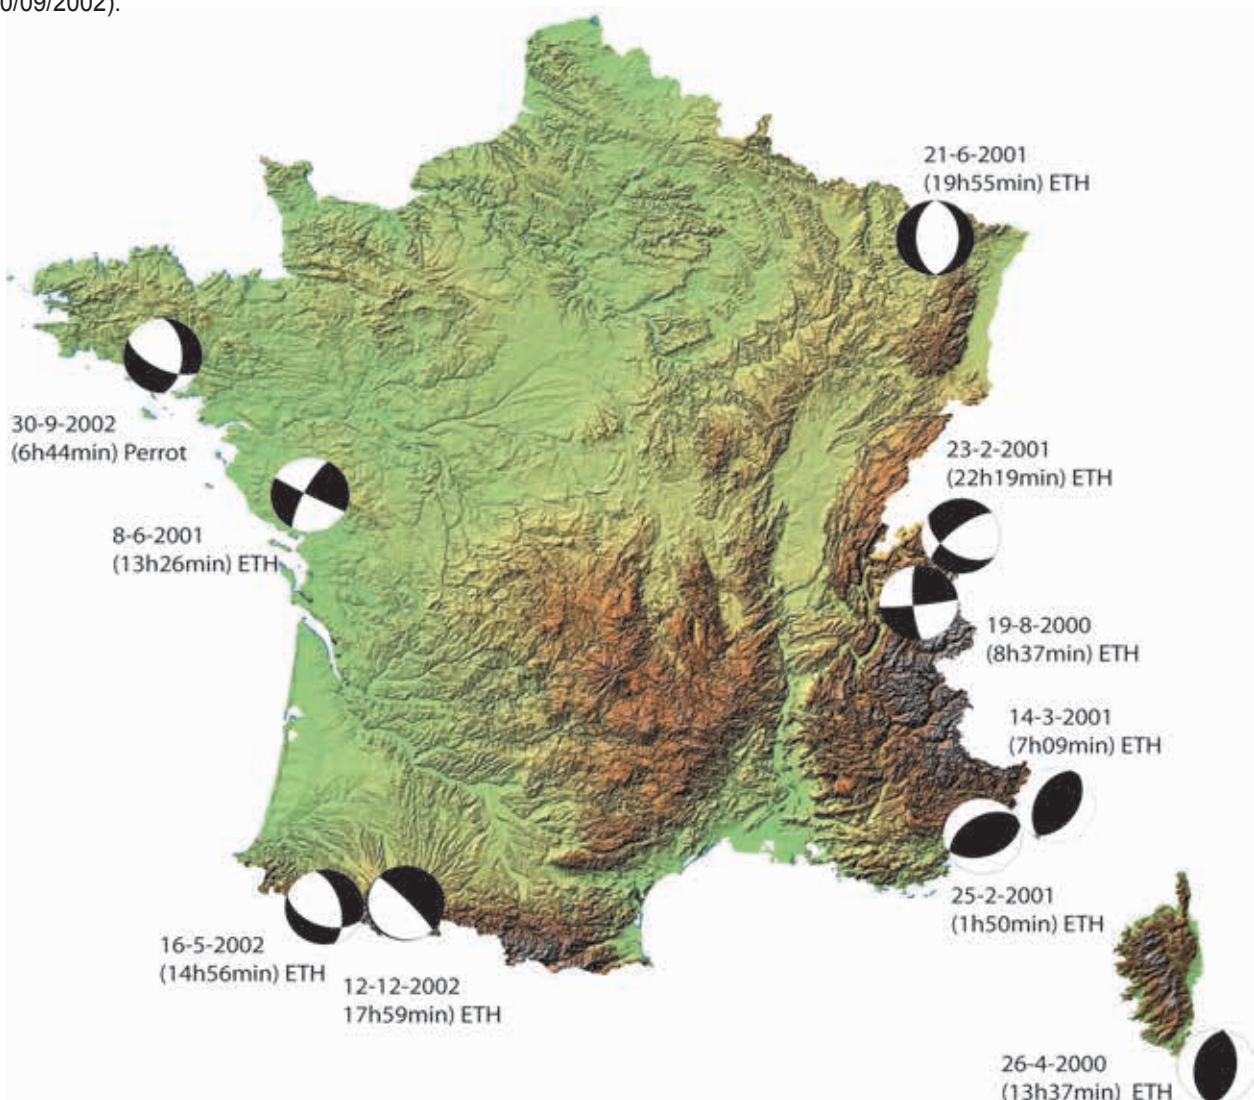 0/09/2002).
21-6-2001
(19h55min) ETH
30-9-2002
(6h44min) Perrot
23-2-2001
(22h19min) ETH
8-6-2001
(13h26min) ETH
19-8-2000
(8h37min) ETH
14-3-2001
(7h09min) ETH
25-2-2001
(1h50min) ETH
16-5-2002
(14h56min) ETH
12-12-2002
17h59min) ETH
26-4-2000
(13h37min) ETH